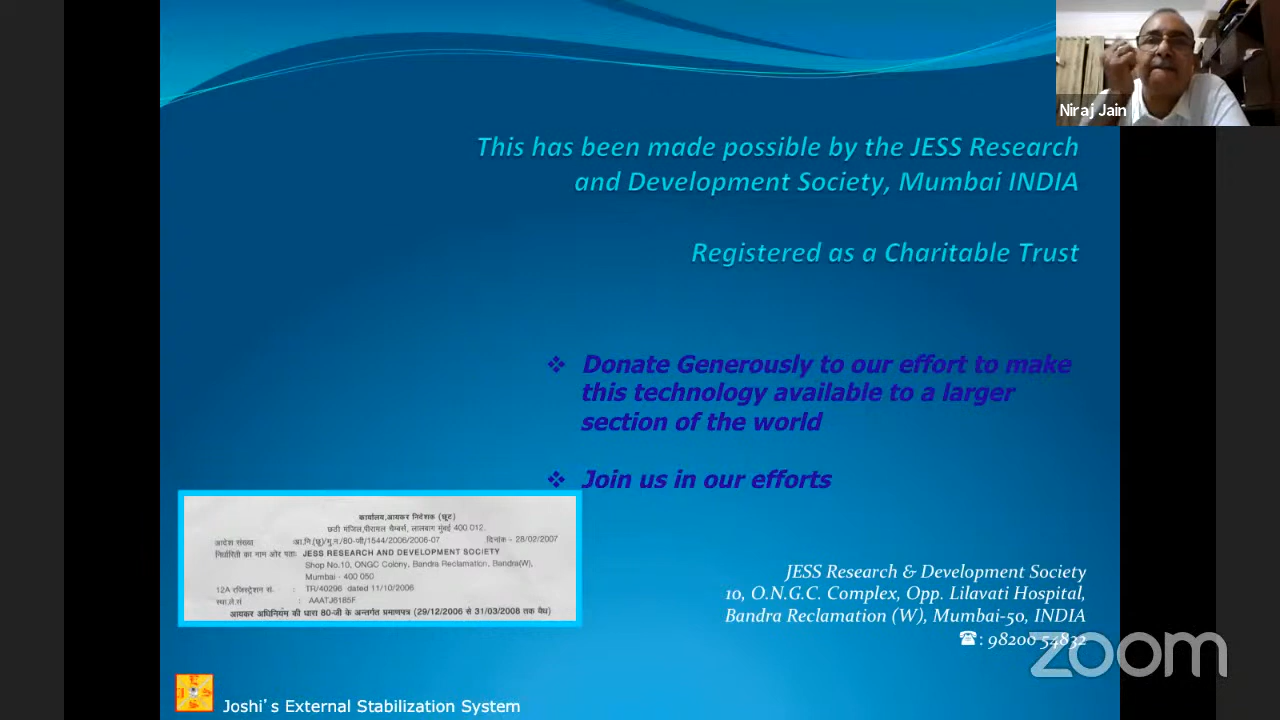 Niraj Jain
This has been made possible by the JESS Research
and Development Society, Mumbai INDIA
Registered as a Charitable Trust
❖ Donate Generously to our effort to make
this technology available to a larger
section of the world
❖ Join us in our efforts
कार्यालय,आयकर निदेशक (छूट)
छटी मंजिल,पीरामल चैम्बर्स, लालबाग मुंबई 400 012.
आदेश संख्या आ.नि.(छू)/मु.न/80-जी/1544/2006/2006-07 दिनांक - 28/02/2007
निर्धारिती का नाम और पताः JESS RESEARCH AND DEVELOPMENT SOCIETY
Shop No.10, ONGC Colony, Bandra Reclamation, Bandra(W),
Mumbai - 400 050
12A रजिस्ट्रेशन सं. : TR/40296 dated 11/10/2006
स्था.ले.सं : AAATJ6185F
आयकर अधिनियम की धारा 80-जी के अन्तर्गत प्रमाणपत्र (29/12/2006 से 31/03/2008 तक वैध)
JESS Research & Development Society
10, O.N.G.C. Complex, Opp. Lilavati Hospital,
Bandra Reclamation (W), Mumbai-50, INDIA
☎: 98200 54832
zoom
Joshi's External Stabilization System